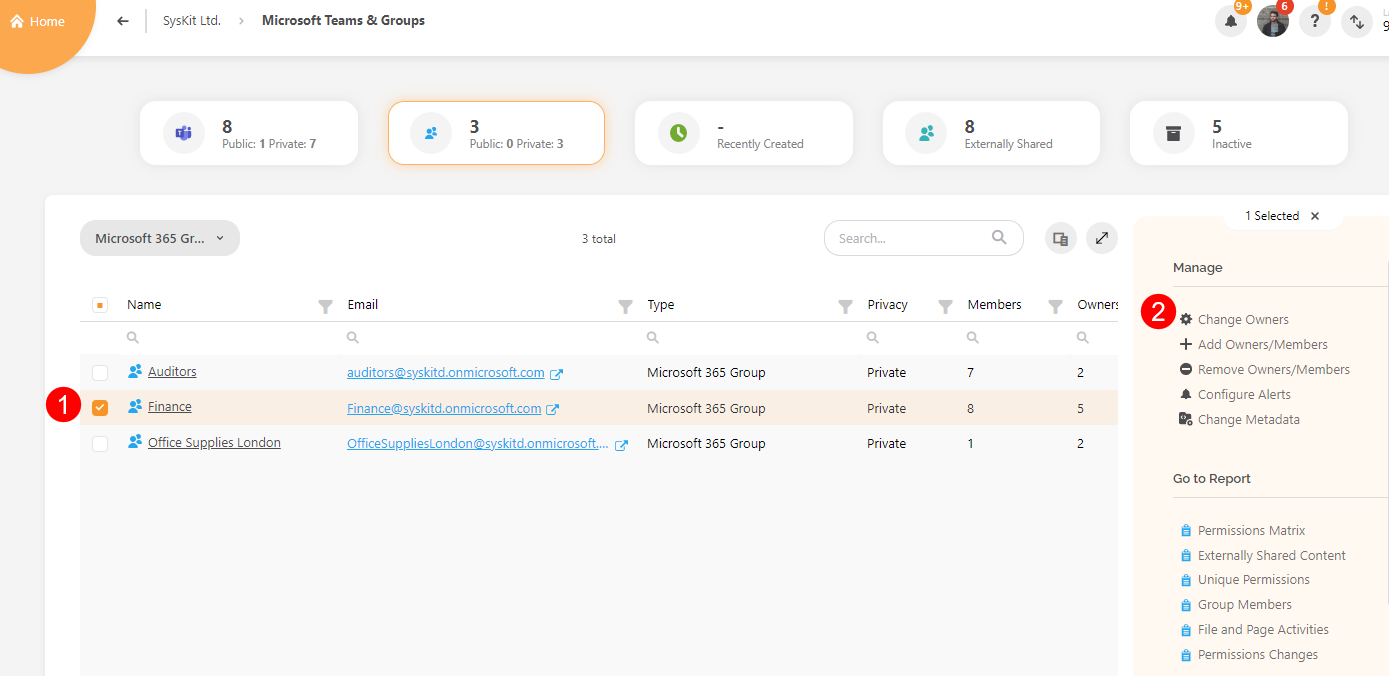 Home
SysKit Ltd.
Microsoft Teams & Groups
9+
6
?
!
9
8
Public: 1 Private: 7
3
Public: 0 Private: 3
-
Recently Created
8
Externally Shared
5
Inactive
Microsoft 365 Gr...
3 total
Search...
1 Selected
Name Email Type Privacy Members Owners
Auditors auditors@syskitd.onmicrosoft.com Microsoft 365 Group Private 7 2
1 Finance Finance@syskitd.onmicrosoft.com Microsoft 365 Group Private 8 5
Office Supplies London OfficeSuppliesLondon@syskitd.onmicrosoft.... Microsoft 365 Group Private 1 2
Manage
2 Change Owners
Add Owners/Members
Remove Owners/Members
Configure Alerts
Change Metadata
Go to Report
Permissions Matrix
Externally Shared Content
Unique Permissions
Group Members
File and Page Activities
Permissions Changes